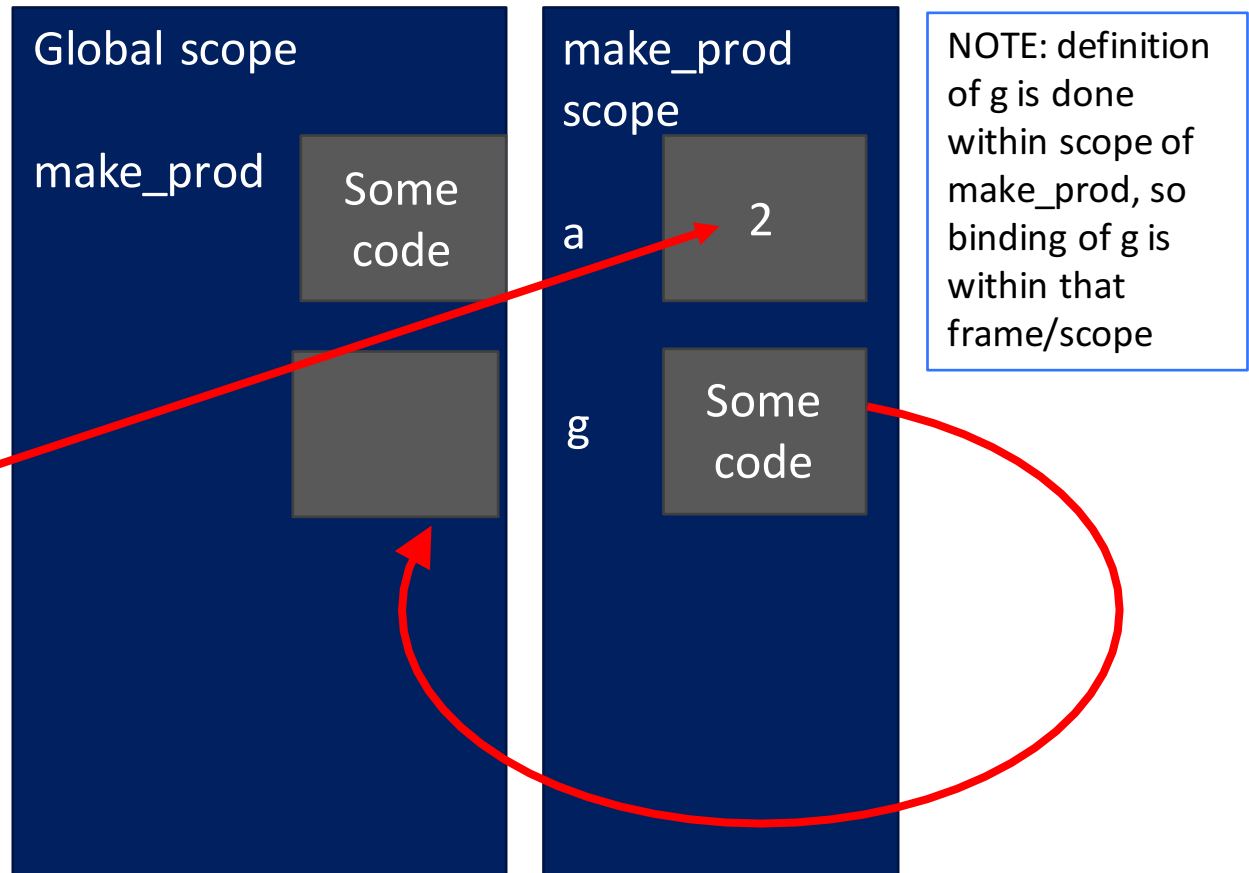 Global scope
make_prod
Some
code
make_prod
scope
a
2
g
Some
code
NOTE: definition
of g is done
within scope of
make_prod, so
binding of g is
within that
frame/scope